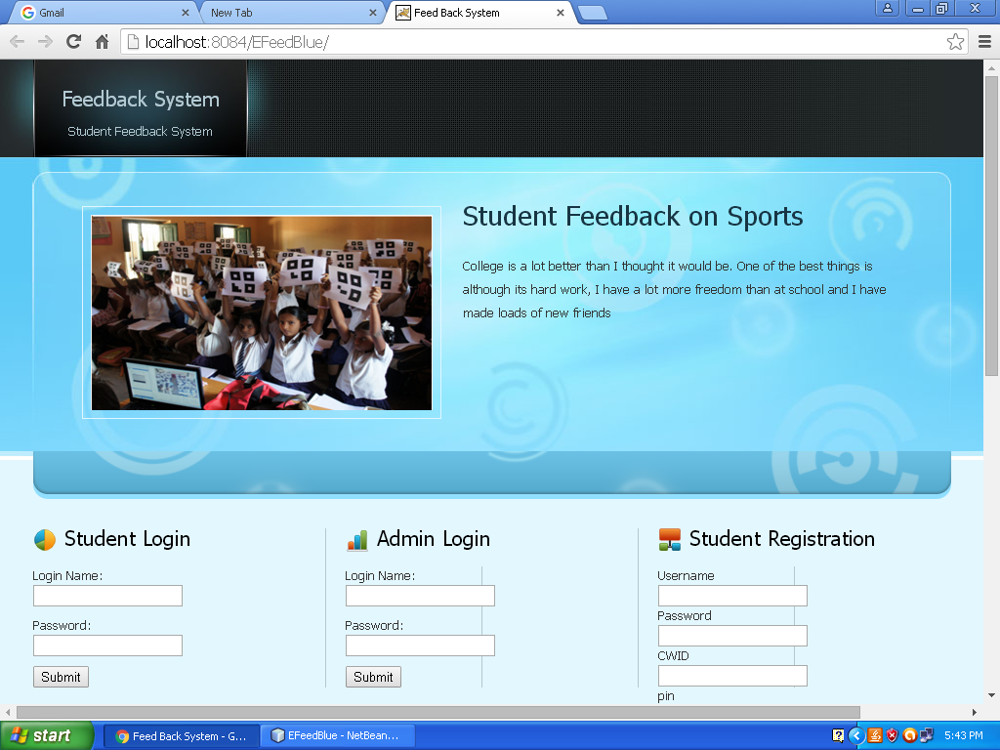 Gmail
New Tab
Feed Back System
localhost:8084/EFeedBlue/
Feedback System
Student Feedback System
Student Feedback on Sports
College is a lot better than I thought it would be. One of the best things is
although its hard work, I have a lot more freedom than at school and I have
made loads of new friends
Student Login
Login Name:
Password:
Submit
Admin Login
Login Name:
Password:
Submit
Student Registration
Username
Password
CWID
pin
start
Feed Back System - G...
EFeedBlue - NetBean...
5:43 PM